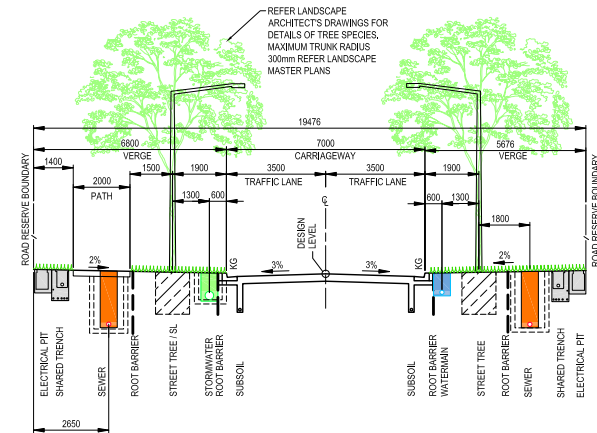 REFER LANDSCAPE
ARCHITECT'S DRAWINGS FOR
DETAILS OF TREE SPECIES.
MAXIMUM TRUNK RADIUS
300mm REFER LANDSCAPE
MASTER PLANS
19476
6800
7000
5676
VERGE
CARRIAGEWAY
VERGE
1400
1500
1900
3500
3500
1900
2000
TRAFFIC LANE
TRAFFIC LANE
PATH
1300
600
600
1300
1800
ROAD RESERVE BOUNDARY
ROAD RESERVE BOUNDARY
℄
DESIGN
LEVEL
KG
KG
2%
3%
3%
2%
ELECTRICAL PIT
SHARED TRENCH
SEWER
ROOT BARRIER
STREET TREE / SL
STORMWATER
ROOT BARRIER
SUBSOIL
SUBSOIL
ROOT BARRIER
WATERMAIN
STREET TREE
ROOT BARRIER
SEWER
SHARED TRENCH
ELECTRICAL PIT
2650